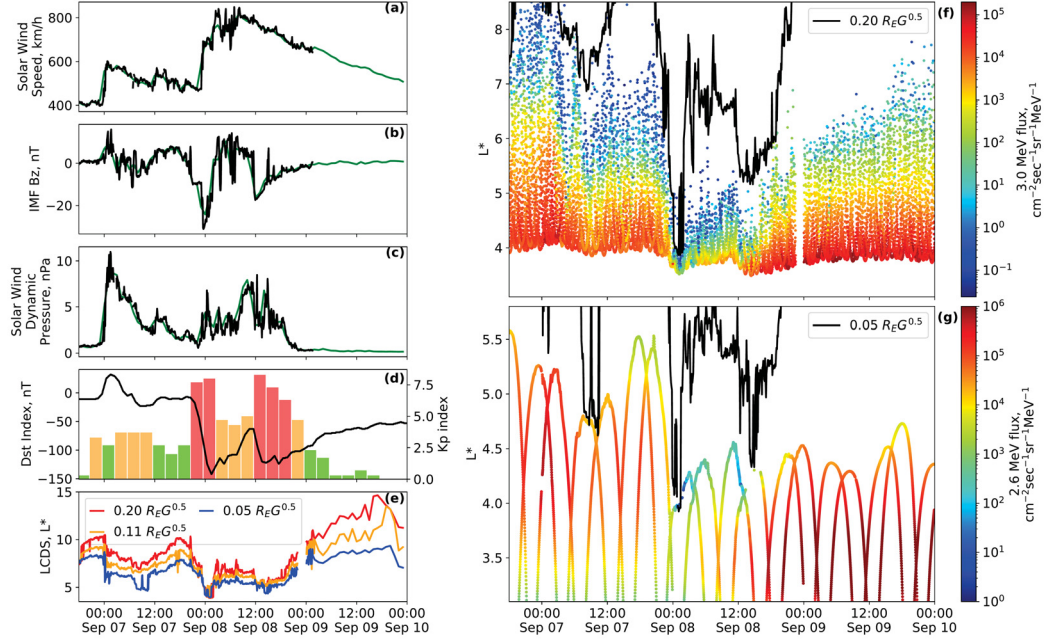 (a)
Solar Wind
Speed, km/h
800
600
400
(b)
IMF Bz, nT
0
−20
(c)
Solar Wind
Dynamic
Pressure, nPa
10
5
0
(d)
Dst Index, nT
0
−50
−100
−150
7.5
5.0
2.5
0.0
Kp index
(e)
LCDS, L*
15
10
5
0.20 R_EG^0.5
0.11 R_EG^0.5
0.05 R_EG^0.5
00:00 12:00 00:00 12:00 00:00 12:00 00:00
Sep 07 Sep 07 Sep 08 Sep 08 Sep 09 Sep 09 Sep 10
(f)
0.20 R_EG^0.5
L*
8
7
6
5
4
10^5
10^4
10^3
10^2
10^1
10^0
10^−1
3.0 MeV flux,
cm^−2sec^−1sr^−1MeV^−1
(g)
0.05 R_EG^0.5
L*
5.5
5.0
4.5
4.0
3.5
10^6
10^5
10^4
10^3
10^2
10^1
10^0
2.6 MeV flux,
cm^−2sec^−1sr^−1MeV^−1
00:00 12:00 00:00 12:00 00:00 12:00 00:00
Sep 07 Sep 07 Sep 08 Sep 08 Sep 09 Sep 09 Sep 10